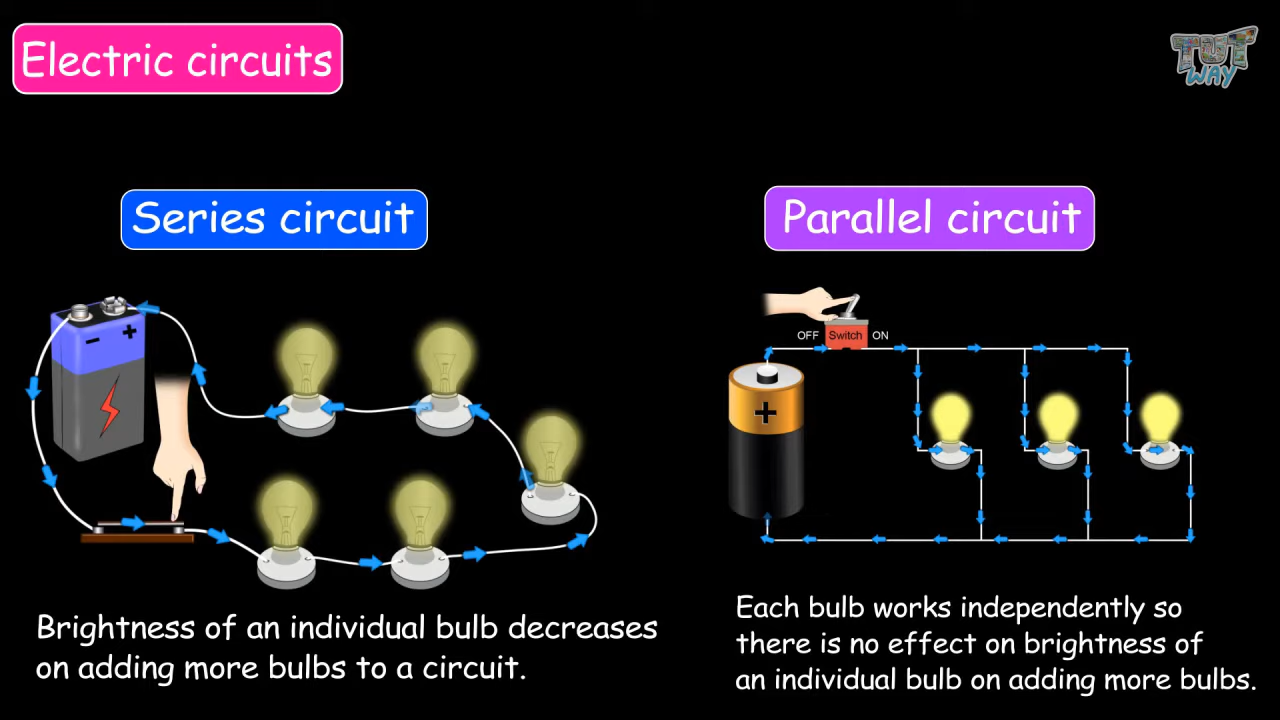 Electric circuits
TUT
WAY
Series circuit
Parallel circuit
OFF Switch ON
- +
+
Brightness of an individual bulb decreases
on adding more bulbs to a circuit.
Each bulb works independently so
there is no effect on brightness of
an individual bulb on adding more bulbs.